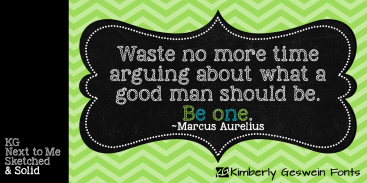 Waste no more time
arguing about what a
good man should be.
Be one.
~Marcus Aurelius
KG
Next to Me
Sketched
& Solid
KG Kimberly Geswein Fonts